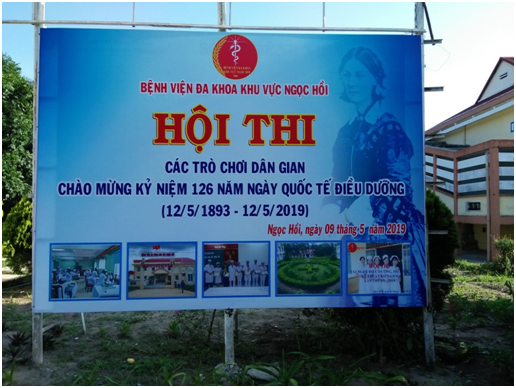 BỆNH VIỆN ĐA KHOA KHU VỰC NGỌC HỒI
HỘI THI
CÁC TRÒ CHƠI DÂN GIAN
CHÀO MỪNG KỶ NIỆM 126 NĂM NGÀY QUỐC TẾ ĐIỀU DƯỠNG
(12/5/1893 - 12/5/2019)
Ngọc Hồi, ngày 09 tháng 5 năm 2019